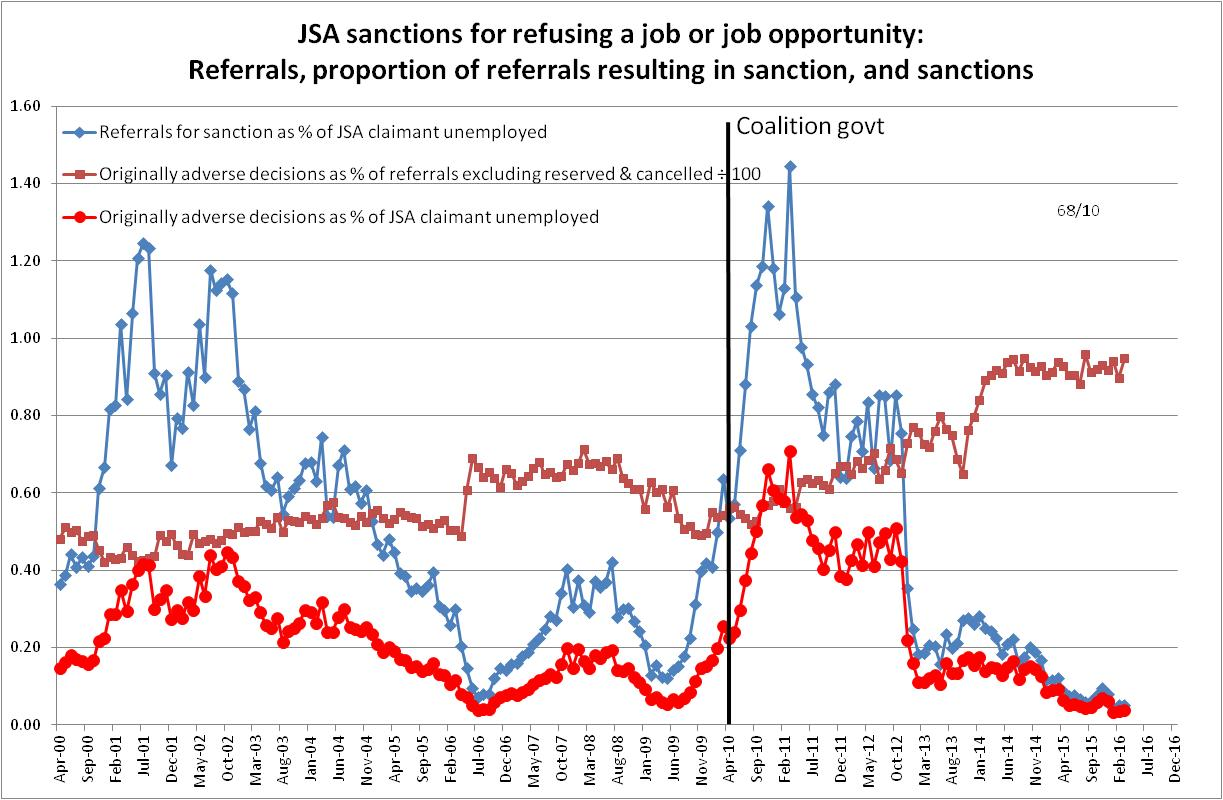 JSA sanctions for refusing a job or job opportunity:
Referrals, proportion of referrals resulting in sanction, and sanctions
1.60
1.40
1.20
1.00
0.80
0.60
0.40
0.20
0.00
Referrals for sanction as % of JSA claimant unemployed
Originally adverse decisions as % of referrals excluding reserved & cancelled ÷ 100
Originally adverse decisions as % of JSA claimant unemployed
Coalition govt
68/10
Apr-00
Sep-00
Feb-01
Jul-01
Dec-01
May-02
Oct-02
Mar-03
Aug-03
Jan-04
Jun-04
Nov-04
Apr-05
Sep-05
Feb-06
Jul-06
Dec-06
May-07
Oct-07
Mar-08
Aug-08
Jan-09
Jun-09
Nov-09
Apr-10
Sep-10
Feb-11
Jul-11
Dec-11
May-12
Oct-12
Mar-13
Aug-13
Jan-14
Jun-14
Nov-14
Apr-15
Sep-15
Feb-16
Jul-16
Dec-16